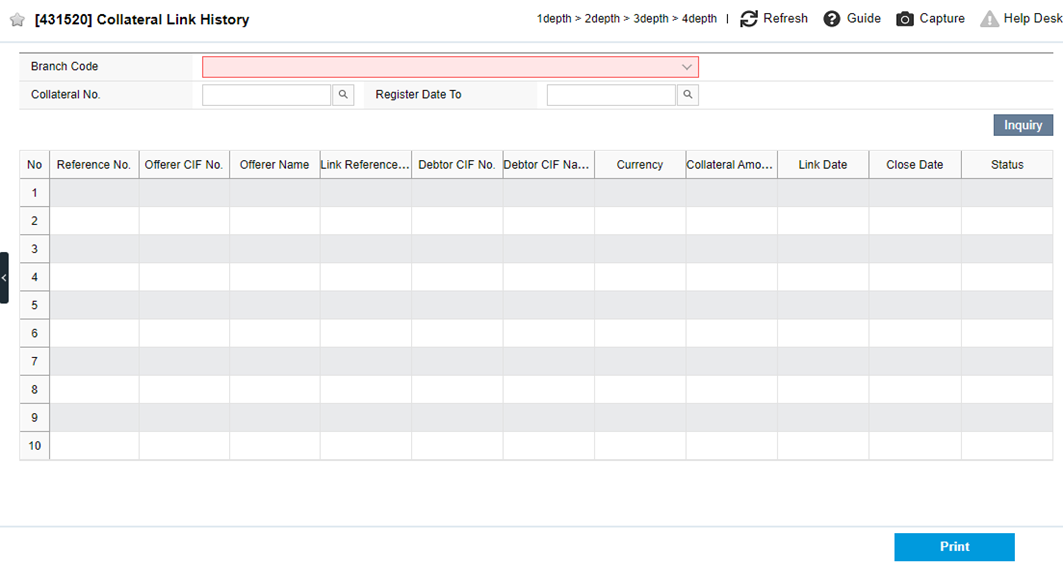 [431520] Collateral Link History
1depth > 2depth > 3depth > 4depth | Refresh Guide Capture Help Desk
Branch Code
Collateral No. Register Date To
Inquiry
No Reference No. Offerer CIF No. Offerer Name Link Reference... Debtor CIF No. Debtor CIF Na... Currency Collateral Amo... Link Date Close Date Status
1
2
3
4
5
6
7
8
9
10
Print